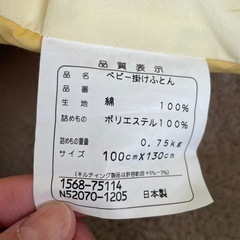 品質表示
品名 ベビー掛けふとん
生地 綿 100%
詰めもの ポリエステル100%
詰めものの重量 0.75kg
サイズ 100cm×130cm
(キルティング製品は許容範囲+5%−3%)
1568-75114
N52070-1205 日本製